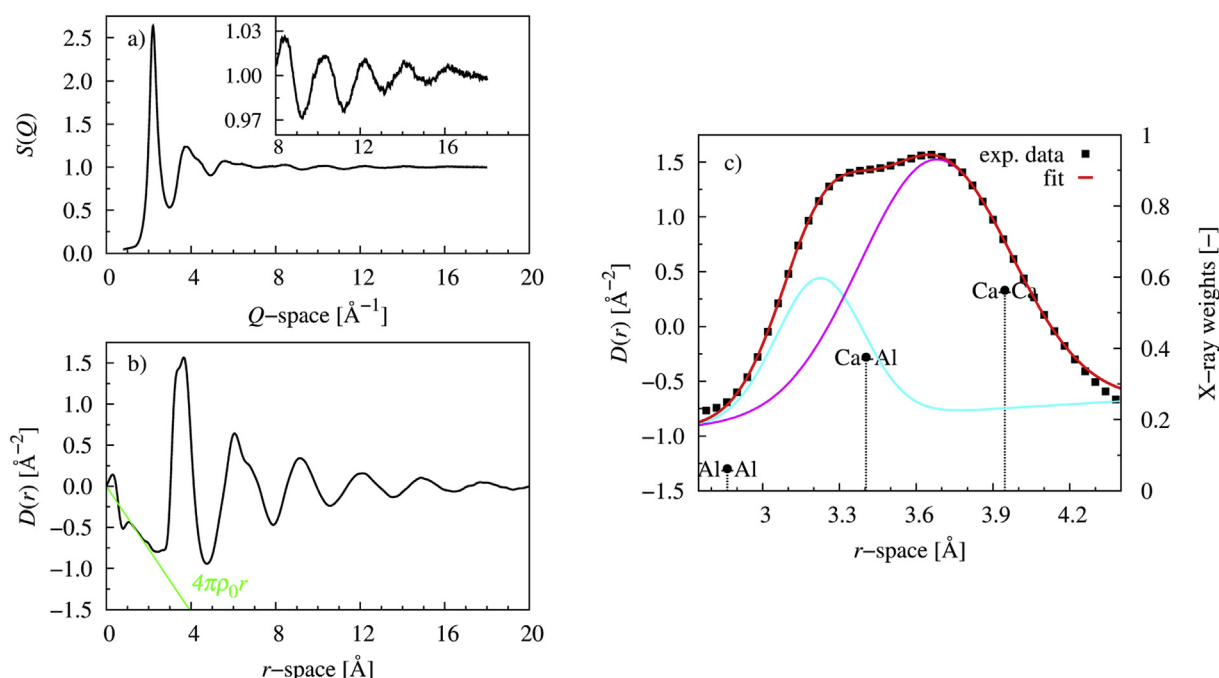 a)
S(Q)
2.5
2.0
1.5
1.0
0.5
0.0
1.03
1.00
0.97
8 12 16
0 4 8 12 16 20
Q−space [Å⁻¹]
b)
D(r) [Å⁻²]
1.5
1.0
0.5
0.0
−0.5
−1.0
−1.5
4πρ₀r
0 4 8 12 16 20
r−space [Å]
c)
exp. data
fit
D(r) [Å⁻²]
1.5
1.0
0.5
0.0
−0.5
−1.0
−1.5
Ca−Ca
Ca−Al
Al−Al
1
0.8
0.6
0.4
0.2
0
X−ray weights [−]
3 3.3 3.6 3.9 4.2
r−space [Å]